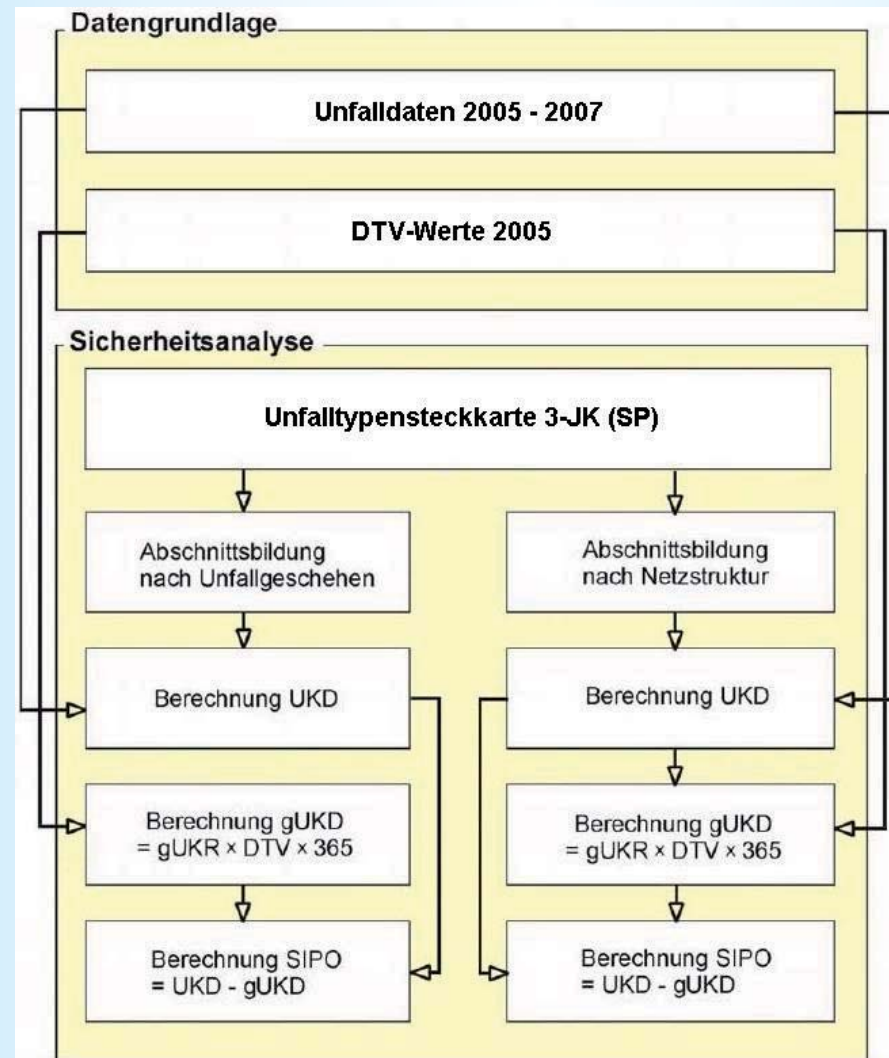 Datengrundlage
Unfalldaten 2005 - 2007
DTV-Werte 2005
Sicherheitsanalyse
Unfalltypensteckkarte 3-JK (SP)
Abschnittsbildung
nach Unfallgeschehen
Abschnittsbildung
nach Netzstruktur
Berechnung UKD
Berechnung UKD
Berechnung gUKD
= gUKR × DTV × 365
Berechnung gUKD
= gUKR × DTV × 365
Berechnung SIPO
= UKD - gUKD
Berechnung SIPO
= UKD - gUKD